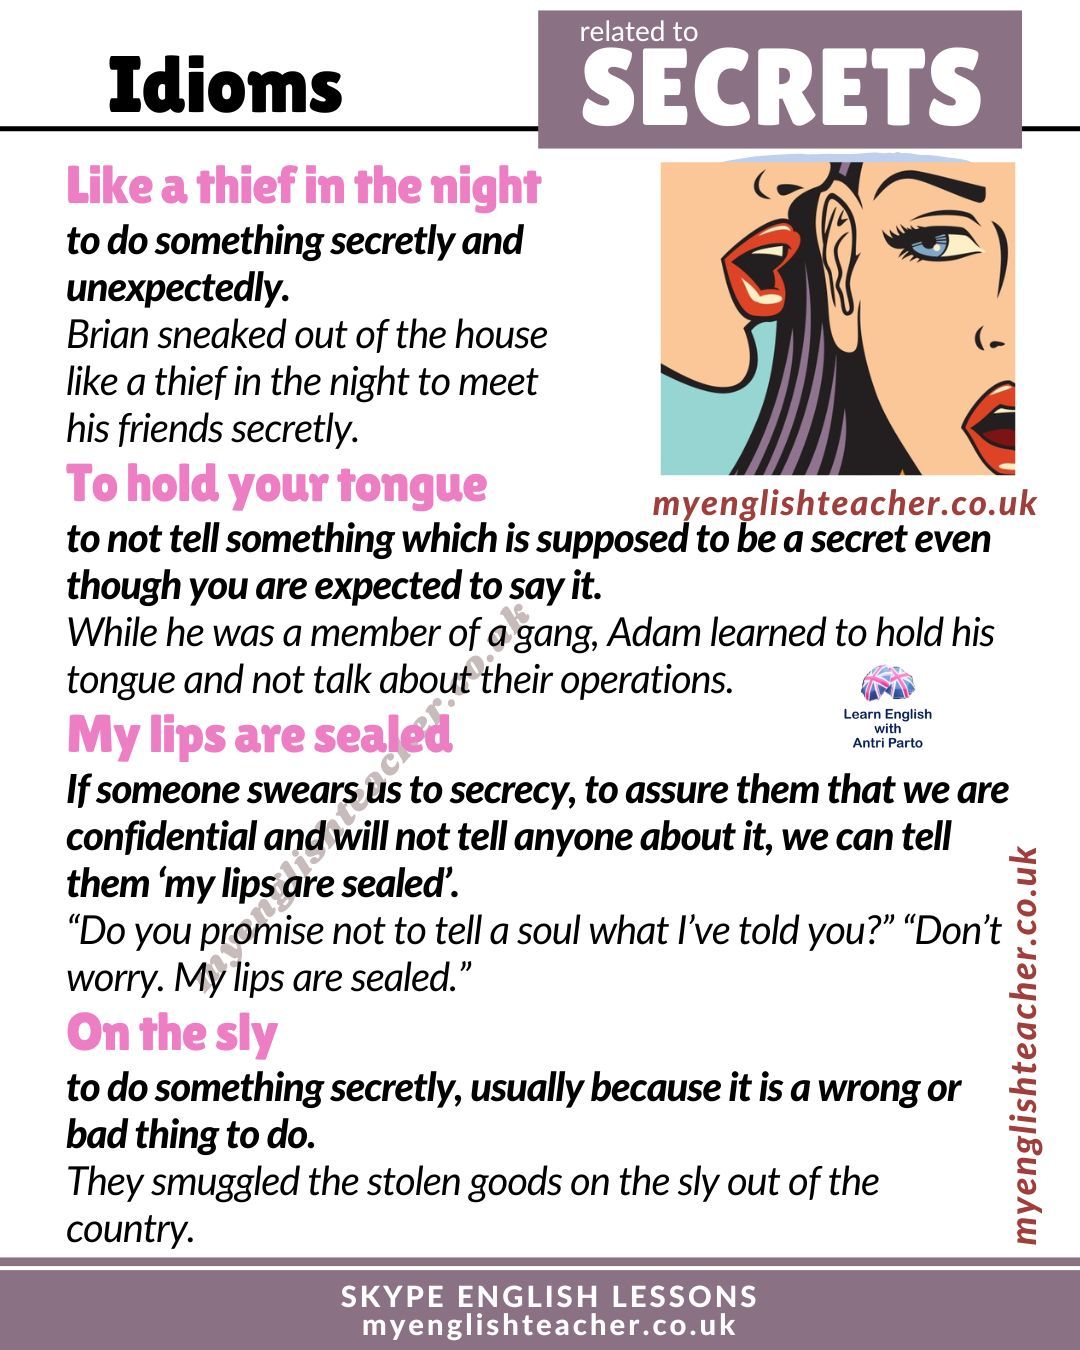 Idioms
related to
SECRETS
Like a thief in the night
to do something secretly and
unexpectedly.
Brian sneaked out of the house
like a thief in the night to meet
his friends secretly.
To hold your tongue
myenglishteacher.co.uk
to not tell something which is supposed to be a secret even
though you are expected to say it.
While he was a member of a gang, Adam learned to hold his
tongue and not talk about their operations.
Learn English
with
Antri Parto
My lips are sealed
If someone swears us to secrecy, to assure them that we are
confidential and will not tell anyone about it, we can tell
them ‘my lips are sealed’.
“Do you promise not to tell a soul what I’ve told you?” “Don’t
worry. My lips are sealed.”
myenglishteacher.co.uk
On the sly
to do something secretly, usually because it is a wrong or
bad thing to do.
They smuggled the stolen goods on the sly out of the
country.
myenglishteacher.co.uk
SKYPE ENGLISH LESSONS
myenglishteacher.co.uk